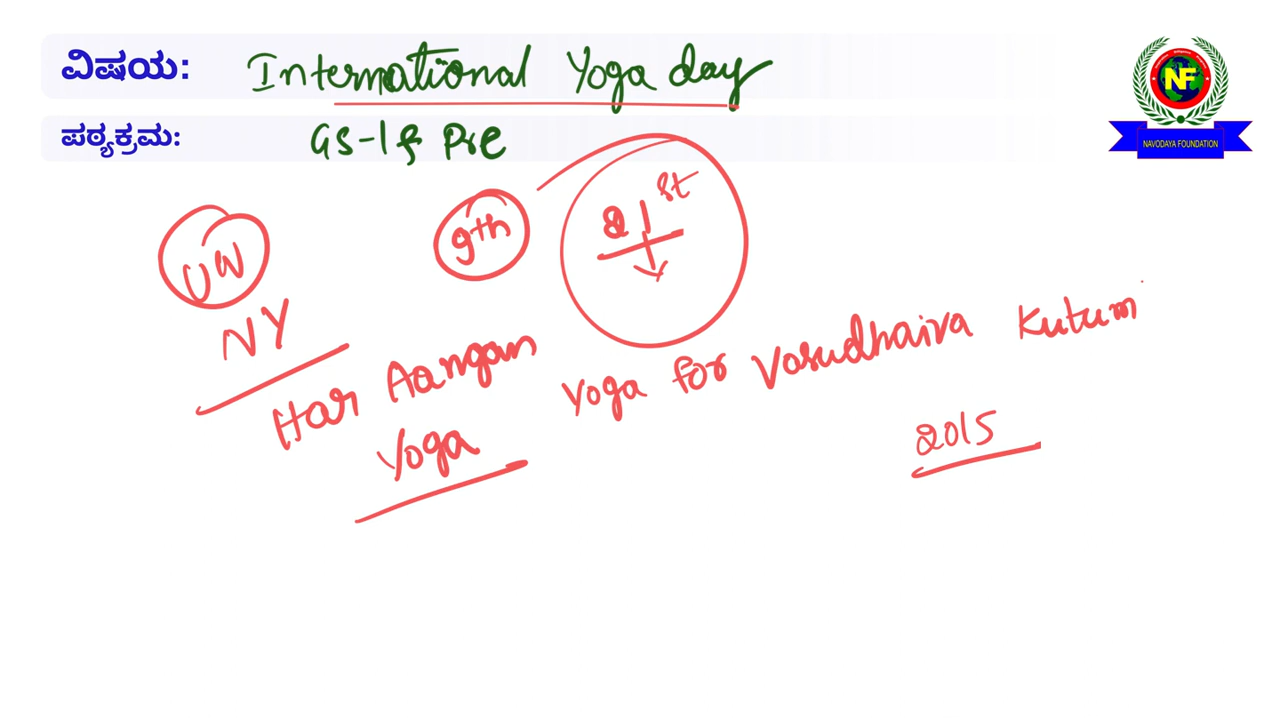 ವಿಷಯ: International Yoga day
ಪಠ್ಯಕ್ರಮ: GS-1 & Pre
NF
NAVODAYA FOUNDATION
UN
NY
9th
21st
Har Aangan
Yoga
Yoga for Vasudhaiva Kutum
2015